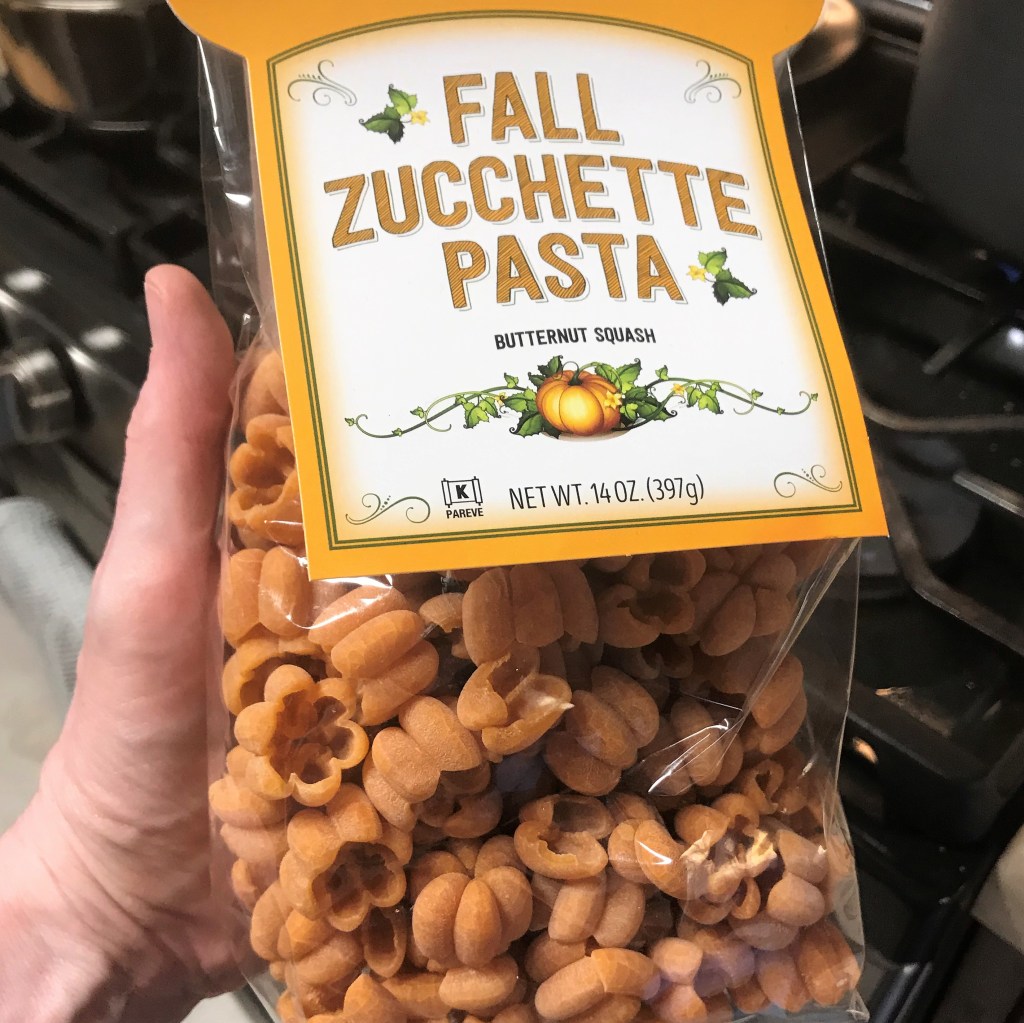 FALL
ZUCCHETTE
PASTA
BUTTERNUT SQUASH
K
PAREVE
NET WT. 14 OZ. (397g)